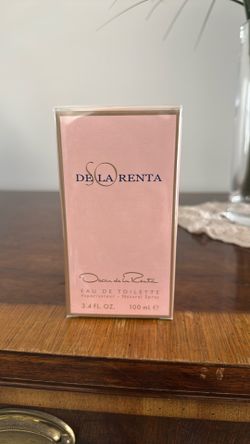 SO
DE LA RENTA
Oscar de la Renta
EAU DE TOILETTE
Vaporisateur - Natural Spray
3.4 FL. OZ. 100 mL e